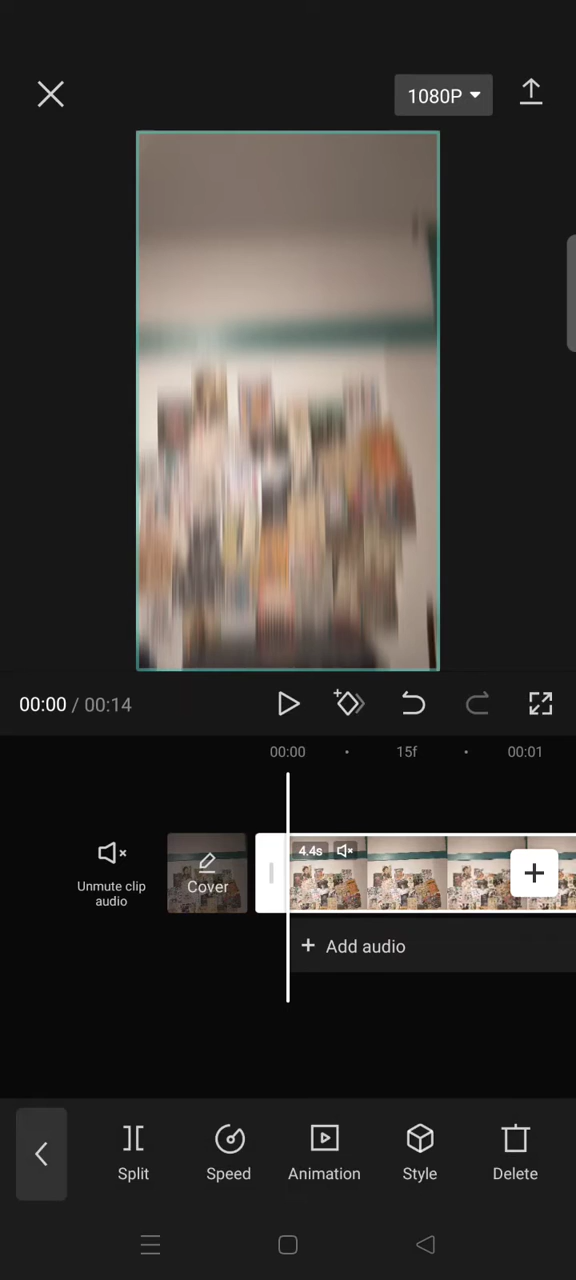 1080P
00:00 / 00:14
00:00 15f 00:01
4.4s
Unmute clip audio
Cover
+ Add audio
Split Speed Animation Style Delete